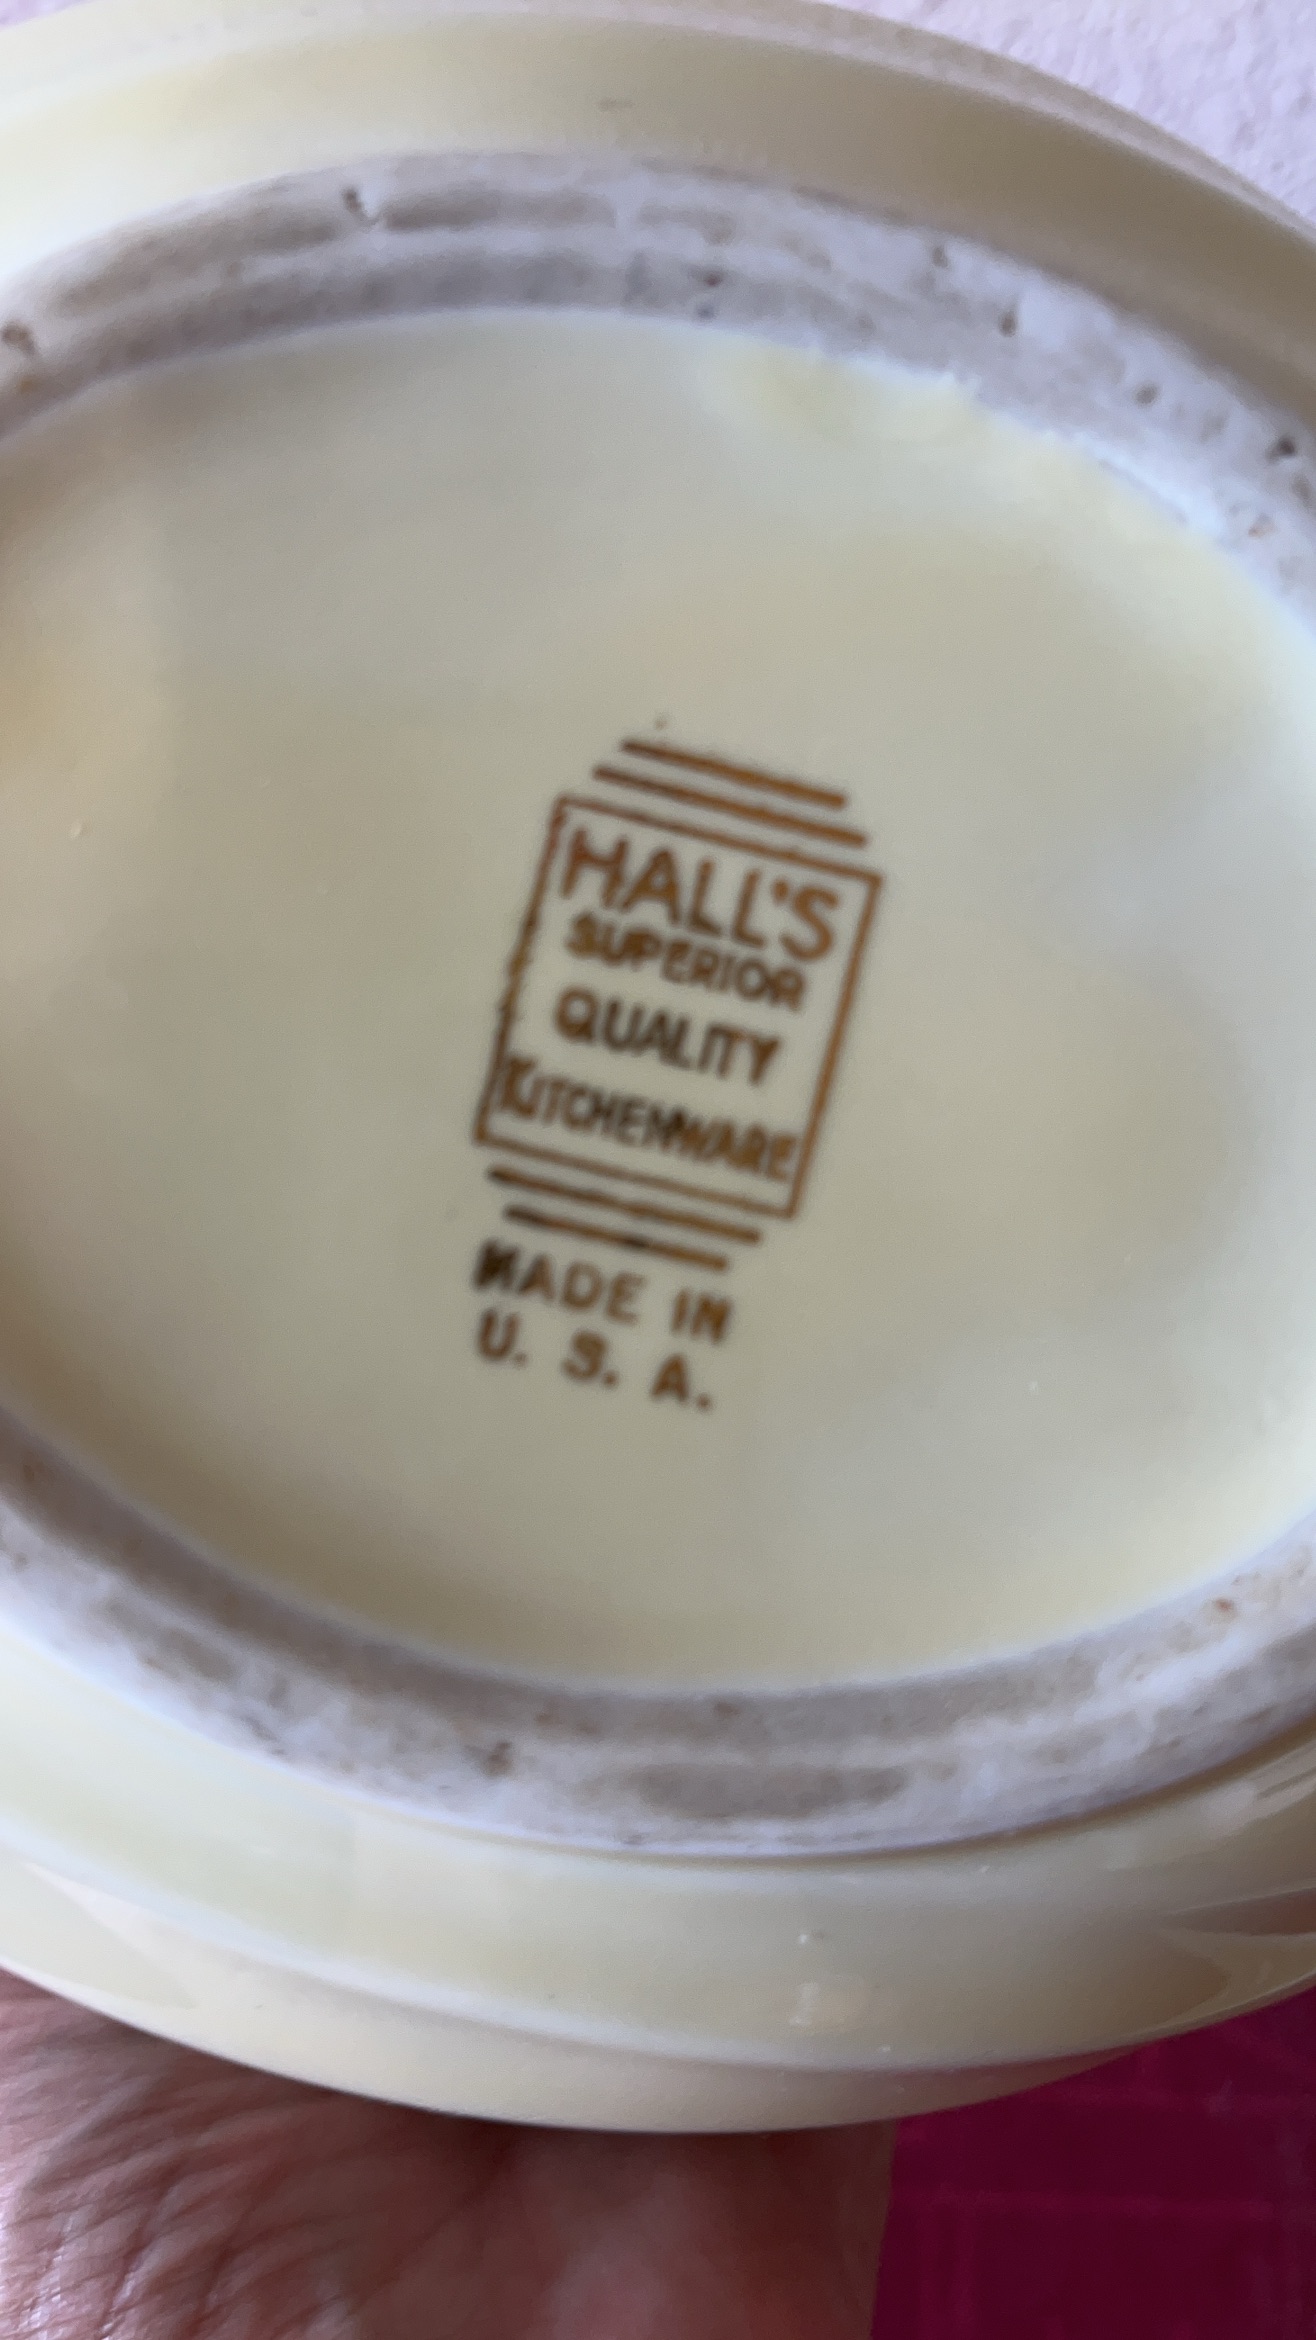 HALL'S
SUPERIOR
QUALITY
KITCHENWARE
MADE IN
U. S. A.